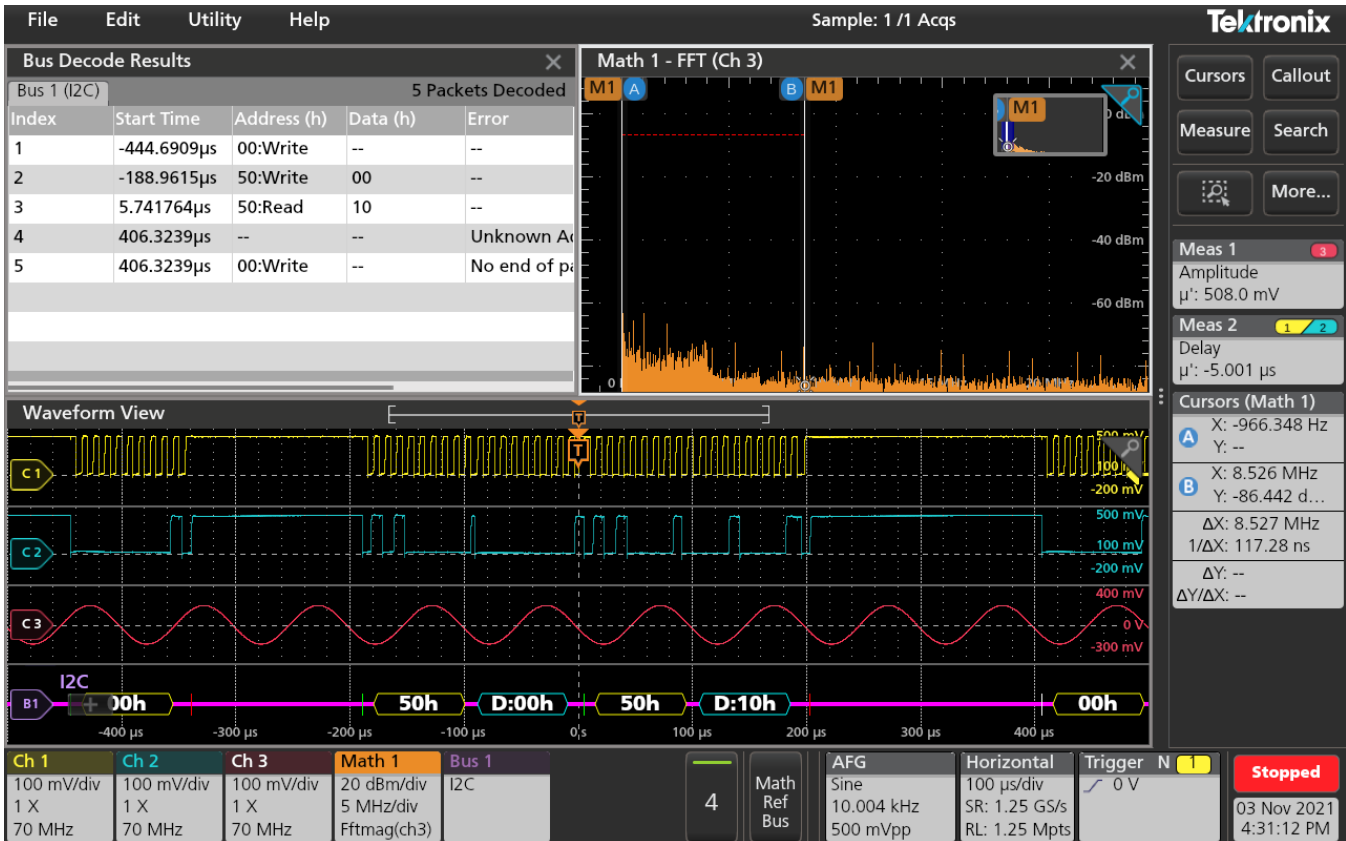 File Edit Utility Help Sample: 1 /1 Acqs Tektronix
Bus Decode Results
Bus 1 (I2C) 5 Packets Decoded
Index Start Time Address (h) Data (h) Error
1 -444.6909µs 00:Write -- --
2 -188.9615µs 50:Write 00 --
3 5.741764µs 50:Read 10 --
4 406.3239µs -- -- Unknown A
5 406.3239µs 00:Write -- No end of p
Math 1 - FFT (Ch 3)
M1 A B M1
M1
-20 dBm
-40 dBm
-60 dBm
Cursors Callout
Measure Search
More...
Meas 1 3
Amplitude
µ': 508.0 mV
Meas 2 1 2
Delay
µ': -5.001 µs
Cursors (Math 1)
A X: -966.348 Hz
Y: --
B X: 8.526 MHz
Y: -86.442 d...
ΔX: 8.527 MHz
1/ΔX: 117.28 ns
ΔY: --
ΔY/ΔX: --
Waveform View
T
T
C 1
-200 mV
C 2
500 mV
100 mV
-200 mV
C 3
400 mV
0 V
-300 mV
I2C
B1 00h 50h D:00h 50h D:10h 00h
-400 µs -300 µs -200 µs -100 µs 0 s 100 µs 200 µs 300 µs 400 µs
Ch 1
100 mV/div
1 X
70 MHz
Ch 2
100 mV/div
1 X
70 MHz
Ch 3
100 mV/div
1 X
70 MHz
Math 1
20 dBm/div
5 MHz/div
Fftmag(ch3)
Bus 1
I2C
4
Math
Ref
Bus
AFG
Sine
10.004 kHz
500 mVpp
Horizontal
100 µs/div
SR: 1.25 GS/s
RL: 1.25 Mpts
Trigger N 1
0 V
Stopped
03 Nov 2021
4:31:12 PM